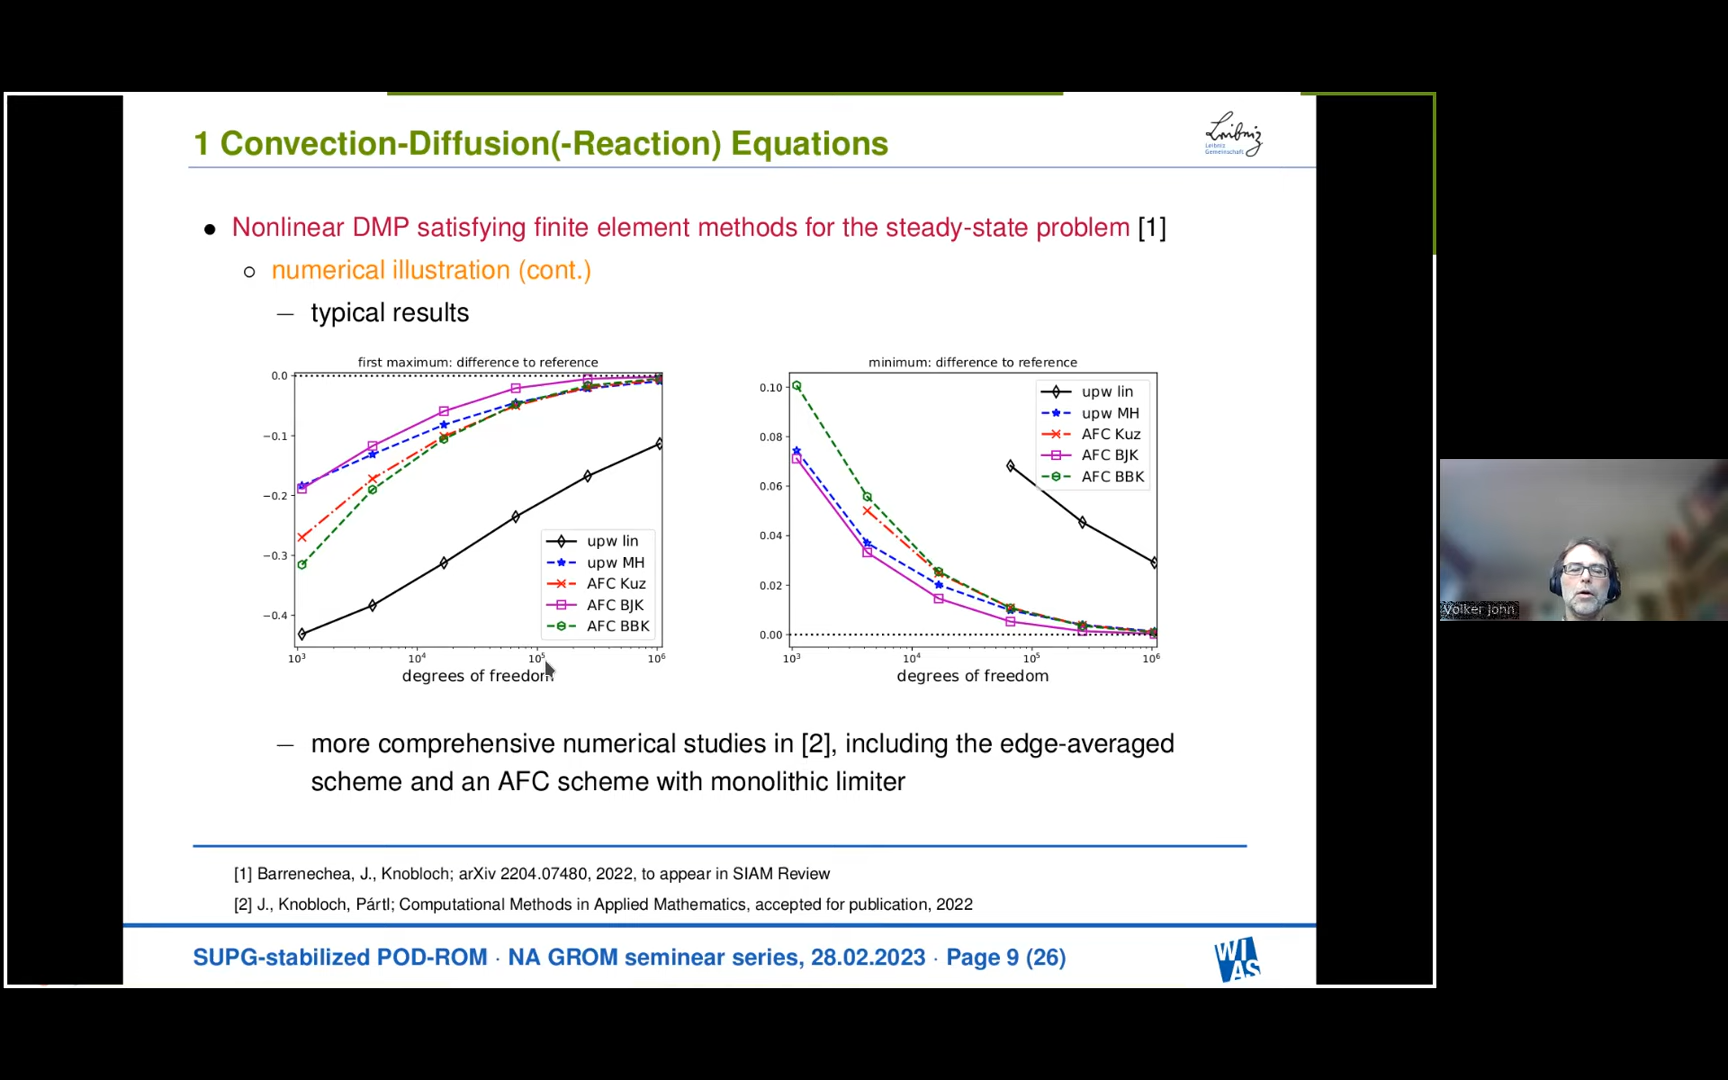 1 Convection-Diffusion(-Reaction) Equations
Leibniz
Leibniz
Gemeinschaft
● Nonlinear DMP satisfying finite element methods for the steady-state problem [1]
○ numerical illustration (cont.)
— typical results
first maximum: difference to reference
0.0
−0.1
−0.2
−0.3
−0.4
upw lin
upw MH
AFC Kuz
AFC BJK
AFC BBK
10³ 10⁴ 10⁵ 10⁶
degrees of freedom
minimum: difference to reference
0.10
0.08
0.06
0.04
0.02
0.00
upw lin
upw MH
AFC Kuz
AFC BJK
AFC BBK
10³ 10⁴ 10⁵ 10⁶
degrees of freedom
— more comprehensive numerical studies in [2], including the edge-averaged
scheme and an AFC scheme with monolithic limiter
[1] Barrenechea, J., Knobloch; arXiv 2204.07480, 2022, to appear in SIAM Review
[2] J., Knobloch, Pártl; Computational Methods in Applied Mathematics, accepted for publication, 2022
SUPG-stabilized POD-ROM · NA GROM seminear series, 28.02.2023 · Page 9 (26)
WI
AS
Volker John